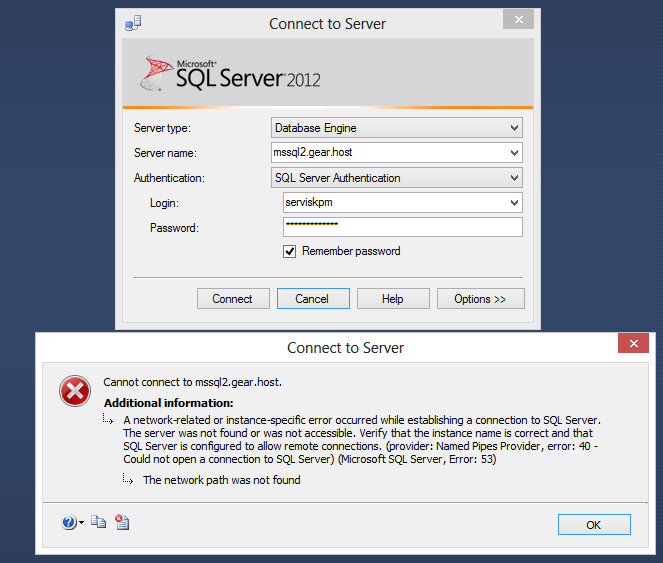 Connect to Server
Microsoft®
SQL Server® 2012
Server type: Database Engine
Server name: mssql2.gear.host
Authentication: SQL Server Authentication
Login: serviskpm
Password: *************
Remember password
Connect Cancel Help Options >>
Connect to Server
Cannot connect to mssql2.gear.host.
Additional information:
A network-related or instance-specific error occurred while establishing a connection to SQL Server.
The server was not found or was not accessible. Verify that the instance name is correct and that
SQL Server is configured to allow remote connections. (provider: Named Pipes Provider, error: 40 -
Could not open a connection to SQL Server) (Microsoft SQL Server, Error: 53)
The network path was not found
OK